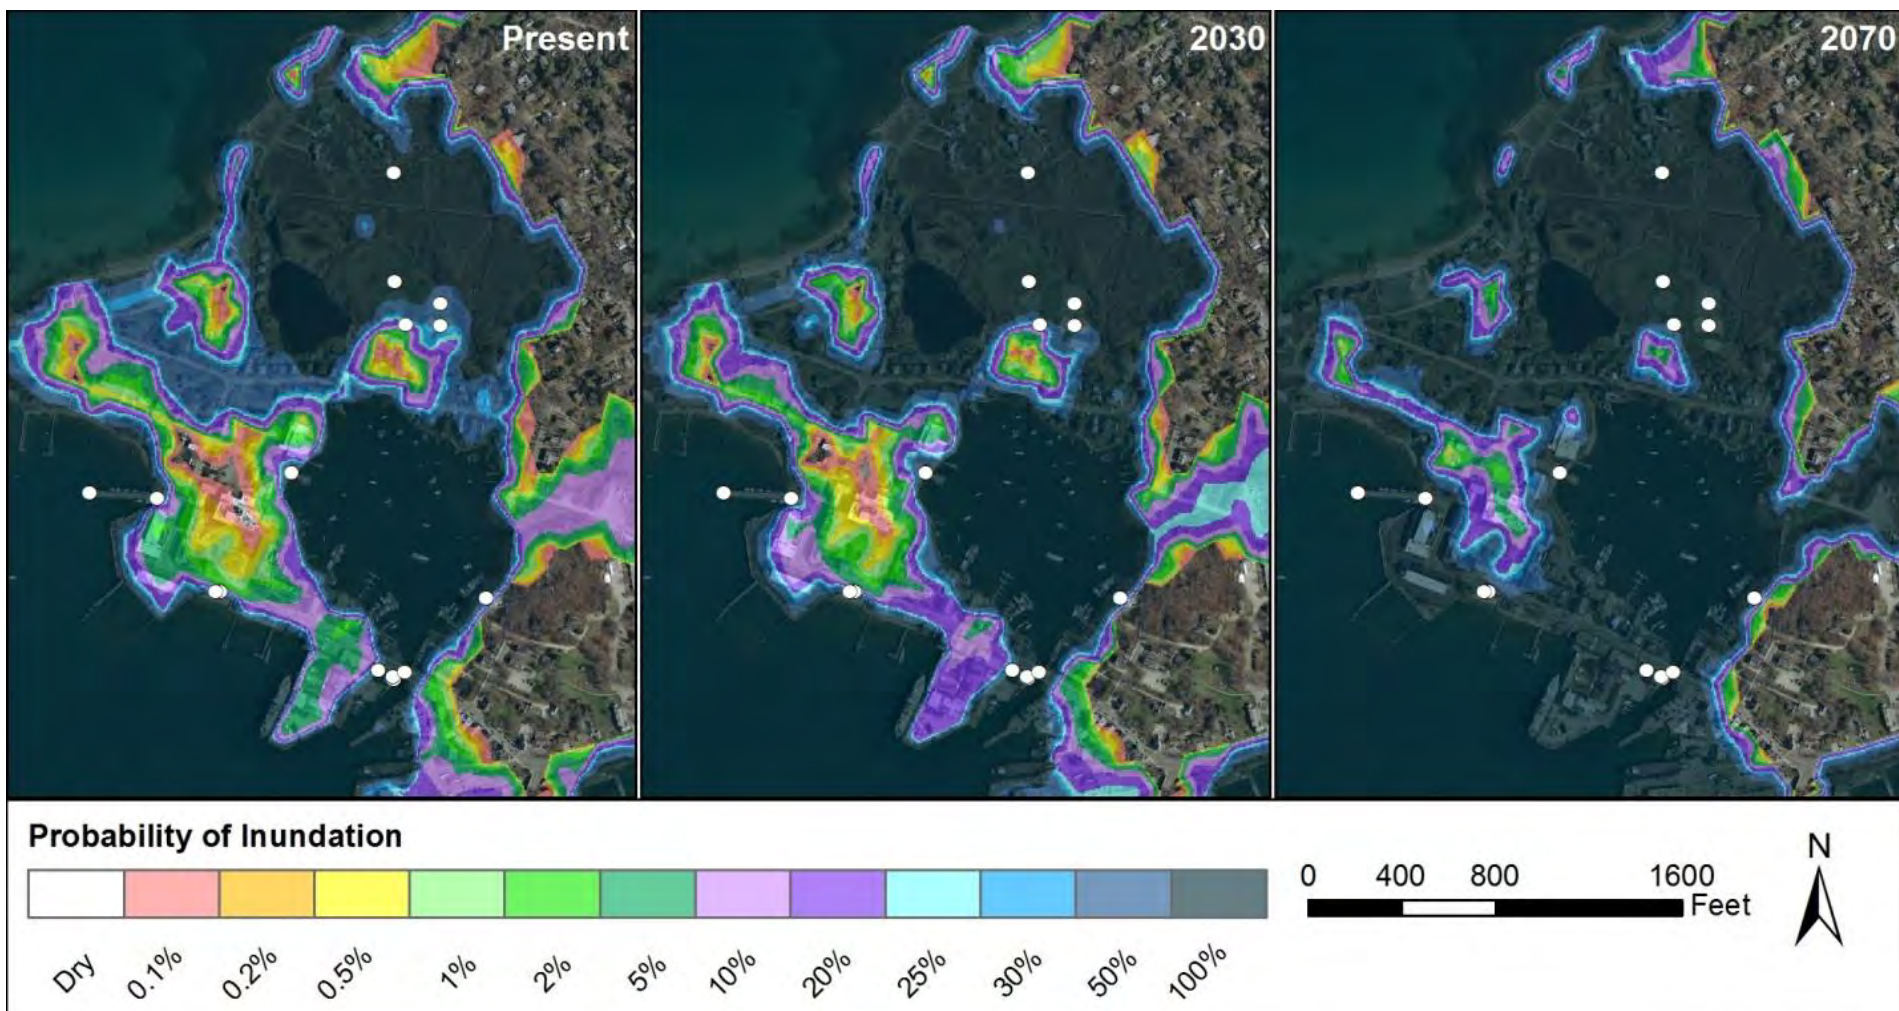 Present
2030
2070
Probability of Inundation
Dry 0.1% 0.2% 0.5% 1% 2% 5% 10% 20% 25% 30% 50% 100%
0 400 800 1600
Feet
N